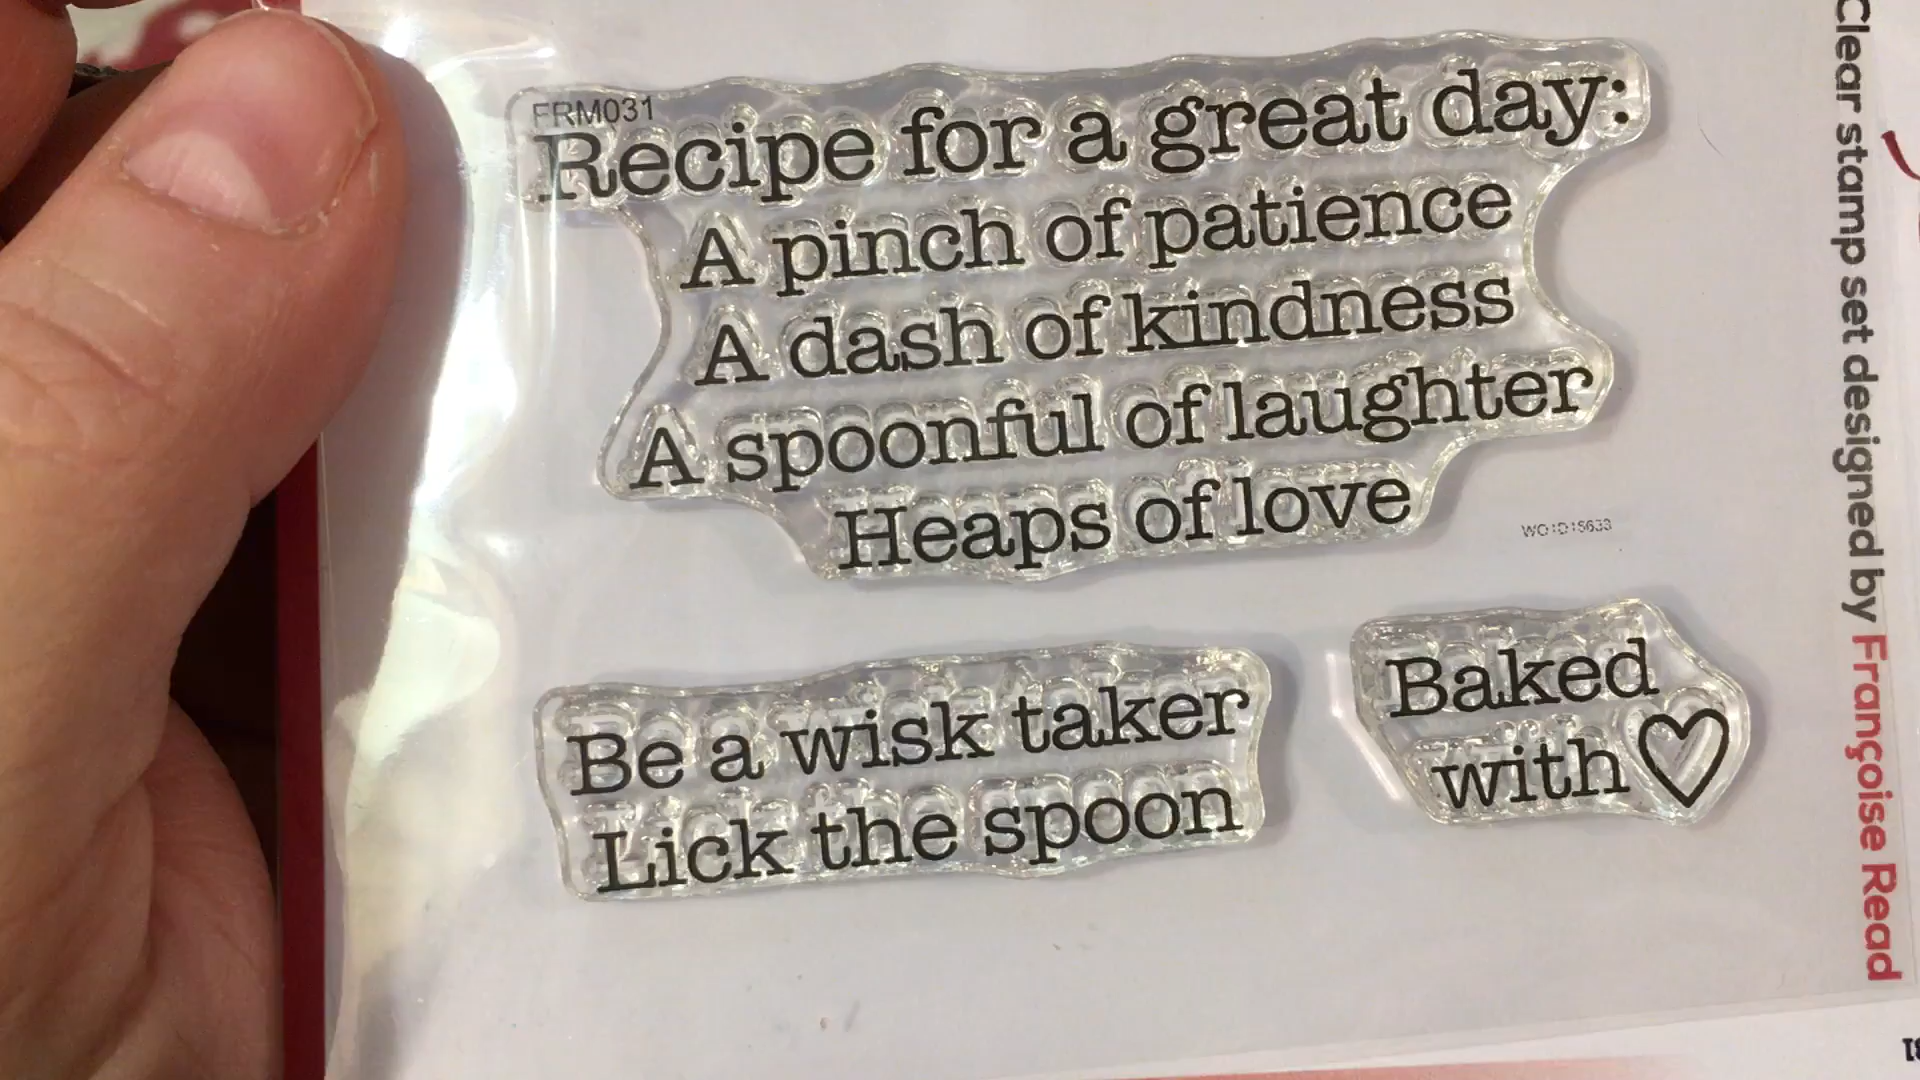 FRM031
Recipe for a great day:
A pinch of patience
A dash of kindness
A spoonful of laughter
Heaps of love
Be a wisk taker
Lick the spoon
Baked
with
Clear stamp set designed by Françoise Read